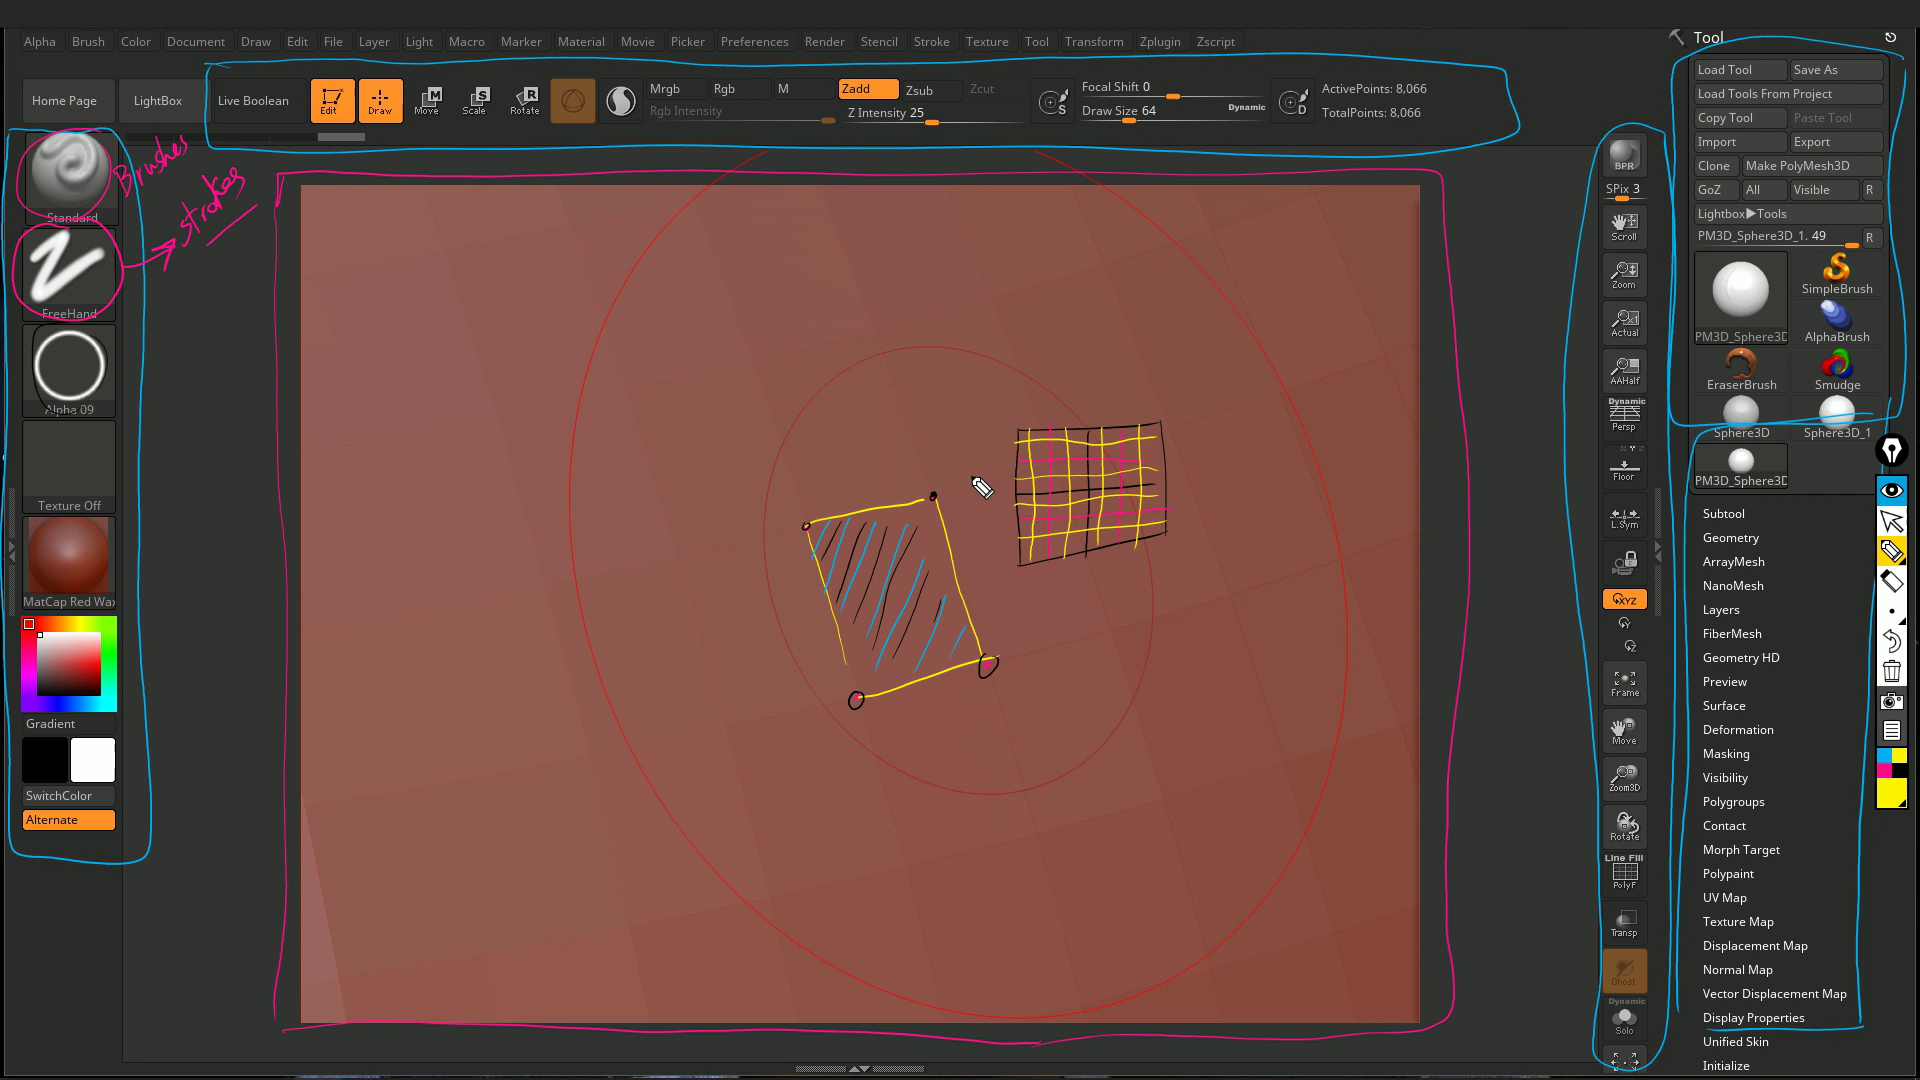 Tool
Alpha Brush Color Document Draw Edit File Layer Light Macro Marker Material Movie Picker Preferences Render Stencil Stroke Texture Tool Transform Zplugin Zscript
Load Tool Save As
Load Tools From Project
Copy Tool Paste Tool
Import Export
Clone Make PolyMesh3D
GoZ All Visible R
Lightbox▶Tools
PM3D_Sphere3D_1. 49 R
Home Page LightBox Live Boolean
Edit Draw Move Scale Rotate
Mrgb Rgb M
Rgb Intensity
Zadd Zsub Zcut
Z Intensity 25
Focal Shift 0
Draw Size 64 Dynamic
S
D
ActivePoints: 8,066
TotalPoints: 8,066
Brushes
strokes
Standard
FreeHand
Alpha 09
Texture Off
MatCap Red Wax
Gradient
SwitchColor
Alternate
BPR
SPix 3
Scroll
Zoom
Actual
AAHalf
Dynamic
Persp
Floor
L.Sym
XYZ
Y
Z
Frame
Move
Zoom3D
Rotate
Line Fill
PolyF
Transp
Ghost
Dynamic
Solo
PM3D_Sphere3D SimpleBrush
AlphaBrush
EraserBrush Smudge
Sphere3D Sphere3D_1
PM3D_Sphere3D
Subtool
Geometry
ArrayMesh
NanoMesh
Layers
FiberMesh
Geometry HD
Preview
Surface
Deformation
Masking
Visibility
Polygroups
Contact
Morph Target
Polypaint
UV Map
Texture Map
Displacement Map
Normal Map
Vector Displacement Map
Display Properties
Unified Skin
Initialize